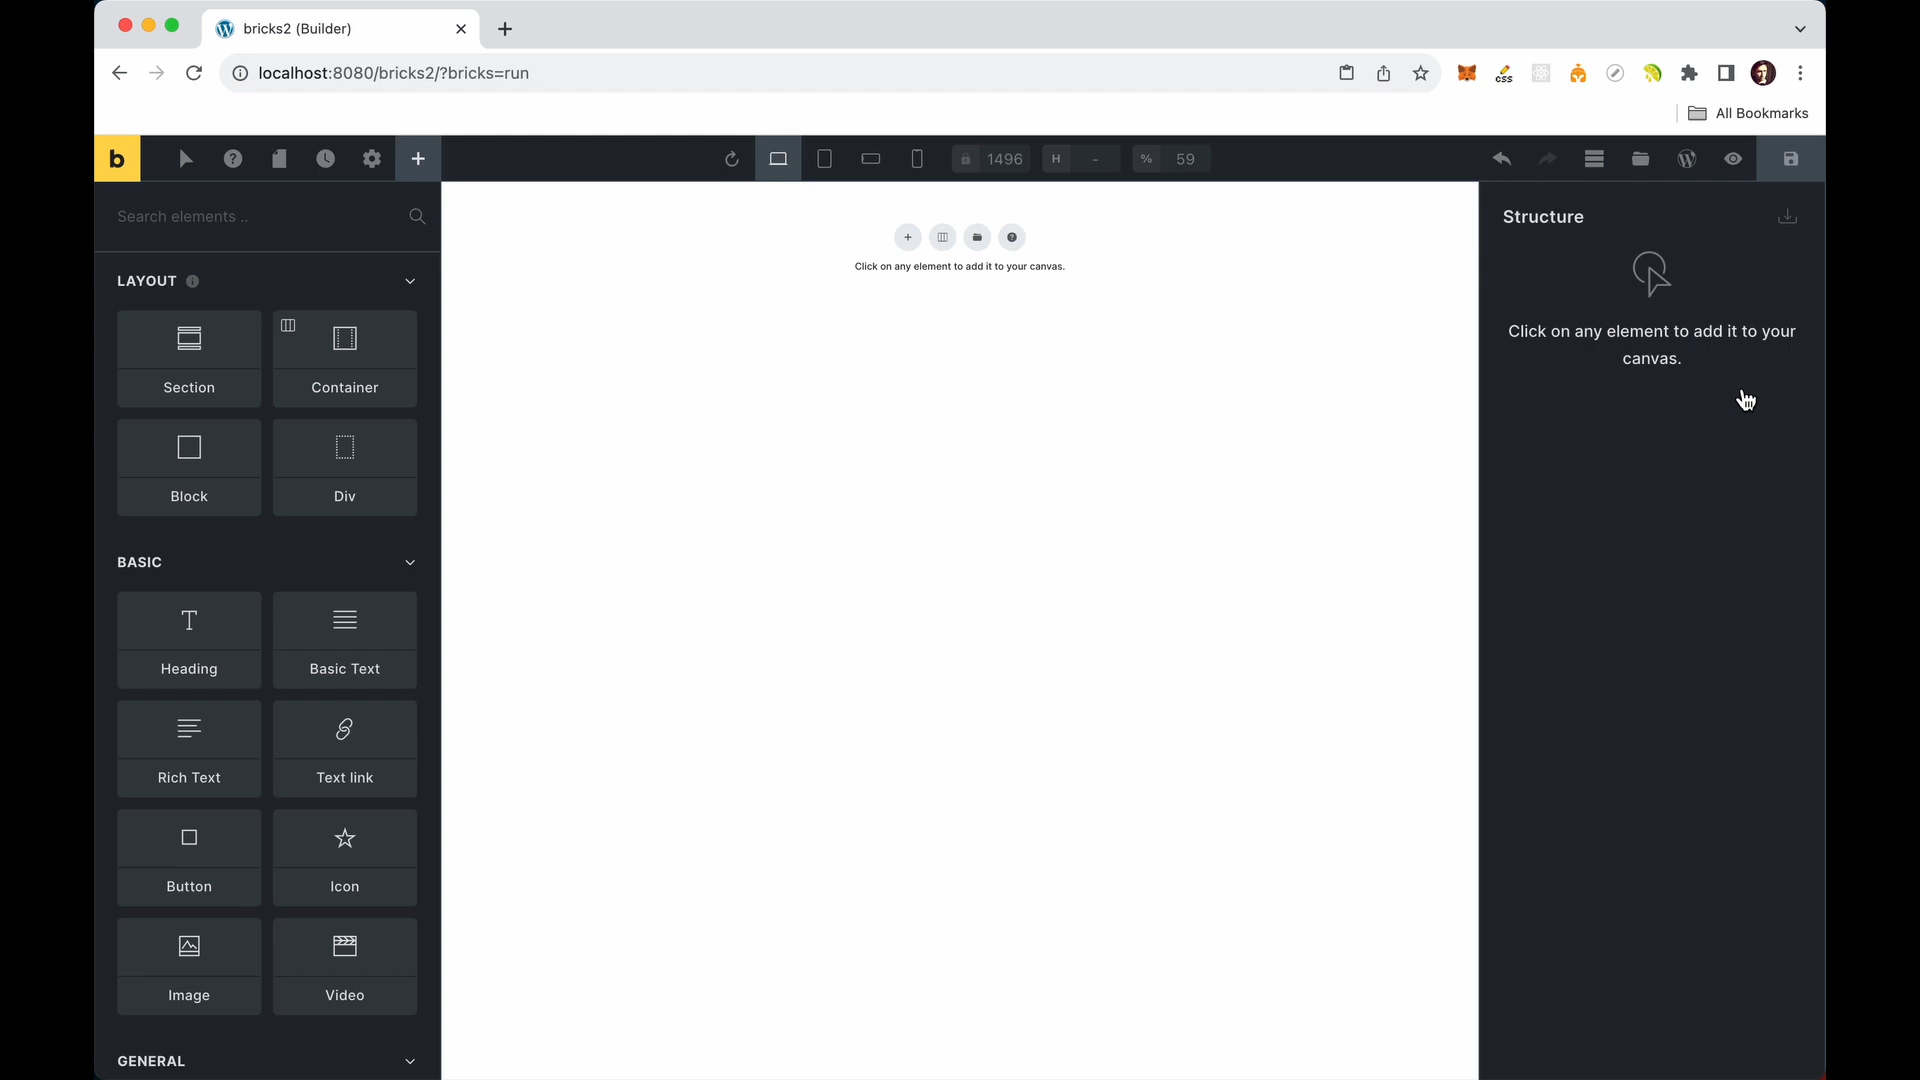 bricks2 (Builder)
localhost:8080/bricks2/?bricks=run
css
All Bookmarks
b
1496
H
-
%
59
Search elements ..
LAYOUT
Section
Container
Block
Div
BASIC
Heading
Basic Text
Rich Text
Text link
Button
Icon
Image
Video
GENERAL
Click on any element to add it to your canvas.
Structure
Click on any element to add it to your
canvas.